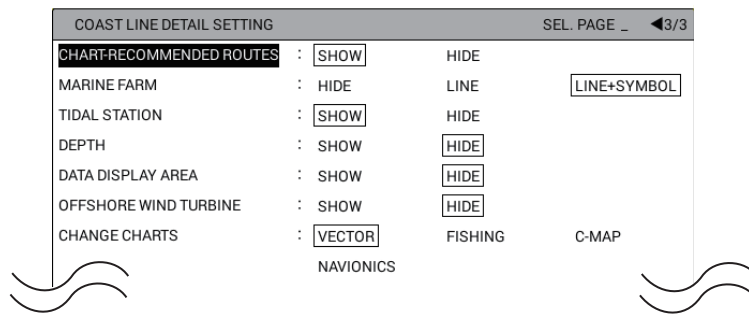 COAST LINE DETAIL SETTING SEL. PAGE _ ◀3/3
CHART-RECOMMENDED ROUTES : SHOW HIDE
MARINE FARM : HIDE LINE LINE+SYMBOL
TIDAL STATION : SHOW HIDE
DEPTH : SHOW HIDE
DATA DISPLAY AREA : SHOW HIDE
OFFSHORE WIND TURBINE : SHOW HIDE
CHANGE CHARTS : VECTOR FISHING C-MAP
NAVIONICS